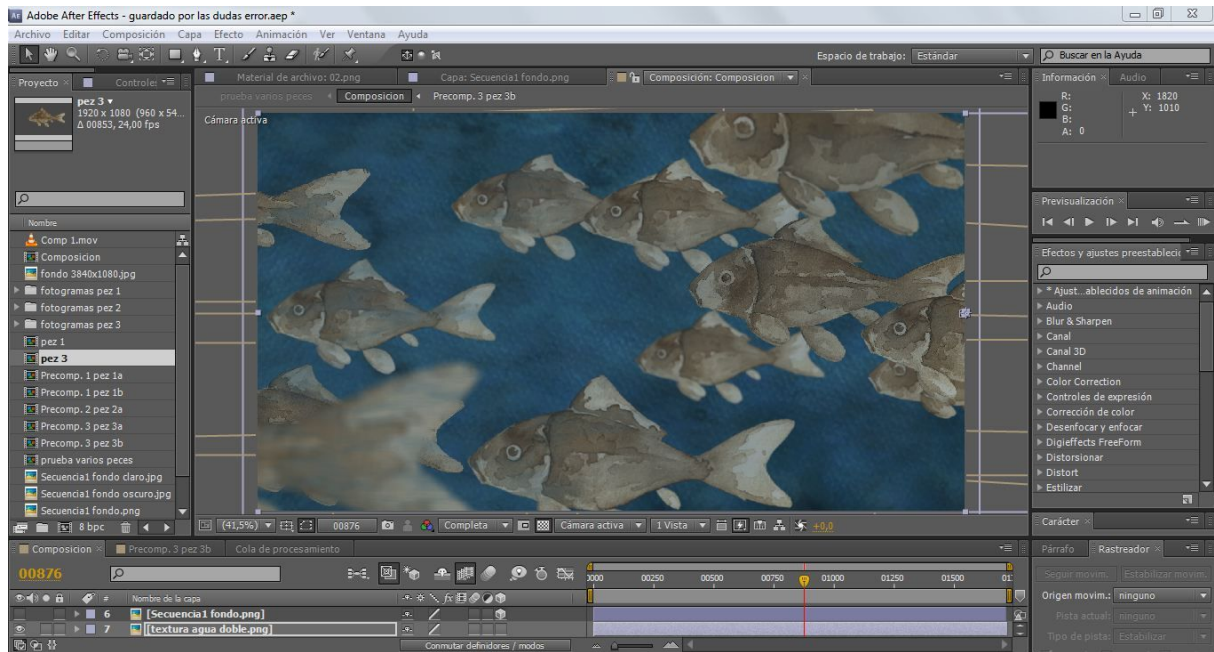 Adobe After Effects - guardado por las dudas error.aep *
Archivo Editar Composición Capa Efecto Animación Ver Ventana Ayuda
Espacio de trabajo: Estándar
Buscar en la Ayuda
Proyecto
Controle:
pez 3
1920 x 1080 (960 x 54...
Δ 00853, 24,00 fps
Nombre
Comp 1.mov
Composicion
fondo 3840x1080.jpg
fotogramas pez 1
fotogramas pez 2
fotogramas pez 3
pez 1
pez 3
Precomp. 1 pez 1a
Precomp. 1 pez 1b
Precomp. 2 pez 2a
Precomp. 3 pez 3a
Precomp. 3 pez 3b
prueba varios peces
Secuencia1 fondo claro.jpg
Secuencia1 fondo oscuro.jpg
Secuencia1 fondo.png
8 bpc
Material de archivo: 02.png
Capa: Secuencia1 fondo.png
Composición: Composicion
prueba varios peces
Composicion
Precomp. 3 pez 3b
Cámara activa
(41,5%)
00876
Completa
Cámara activa
1 Vista
+0,0
Información
Audio
R:
G:
B:
A: 0
X: 1820
Y: 1010
Previsualización
Efectos y ajustes preestableci
* Ajust...ablecidos de animación
Audio
Blur & Sharpen
Canal
Canal 3D
Channel
Color Correction
Controles de expresión
Corrección de color
Desenfocar y enfocar
Digieffects FreeForm
Distorsionar
Distort
Estilizar
Carácter
Párrafo
Rastreador
Seguir movim.
Estabilizar movim.
Origen movim.: ninguno
Pista actual: ninguno
Tipo de pista: Estabilizar
Composicion
Precomp. 3 pez 3b
Cola de procesamiento
00876
0000 00250 00500 00750 01000 01250 01500 01
# Nombre de la capa
6 [Secuencia1 fondo.png]
7 [textura agua doble.png]
Conmutar definidores / modos